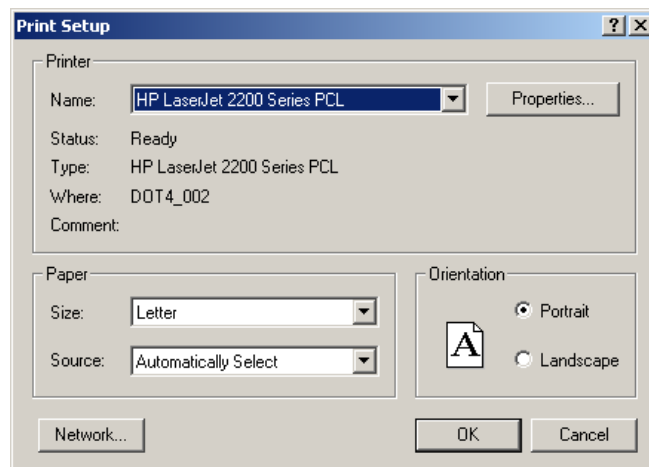 Print Setup
Printer
Name: HP LaserJet 2200 Series PCL Properties...
Status: Ready
Type: HP LaserJet 2200 Series PCL
Where: DOT4_002
Comment:
Paper
Size: Letter
Source: Automatically Select
Orientation
A
Portrait
Landscape
Network... OK Cancel